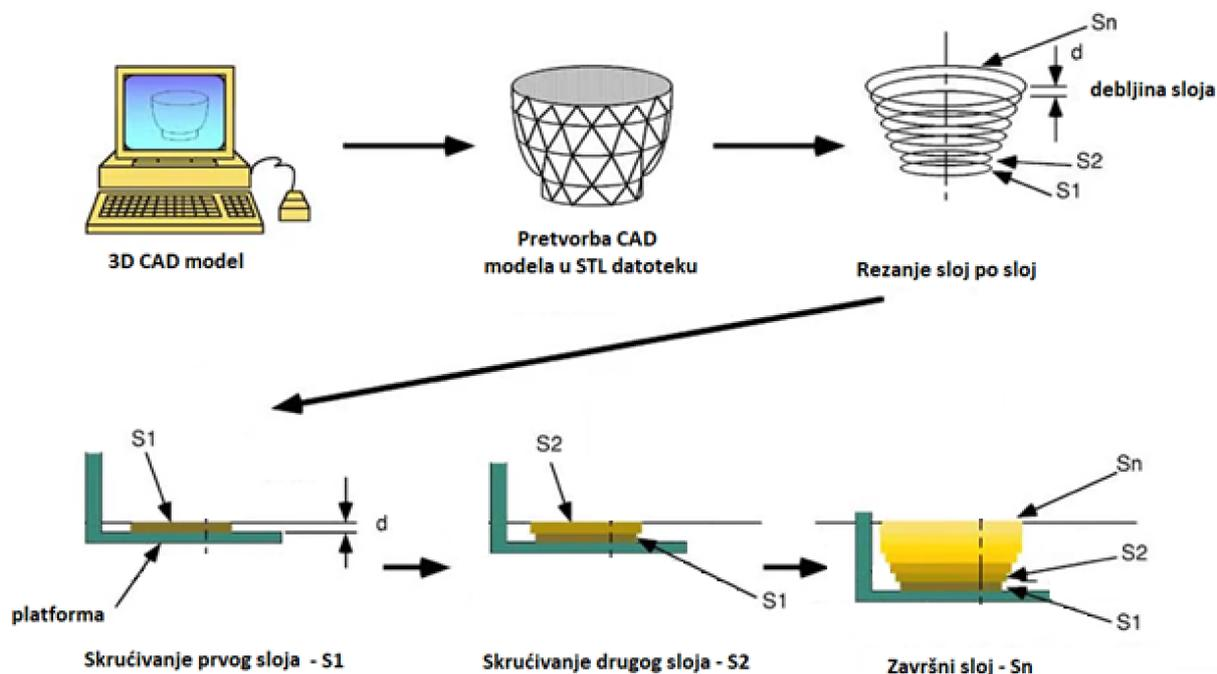 Sn
d
debljina sloja
S2
S1
3D CAD model
Pretvorba CAD
modela u STL datoteku
Rezanje sloj po sloj
S1
d
platforma
Skrućivanje prvog sloja - S1
S2
S1
Skrućivanje drugog sloja - S2
Sn
S2
S1
Završni sloj - Sn